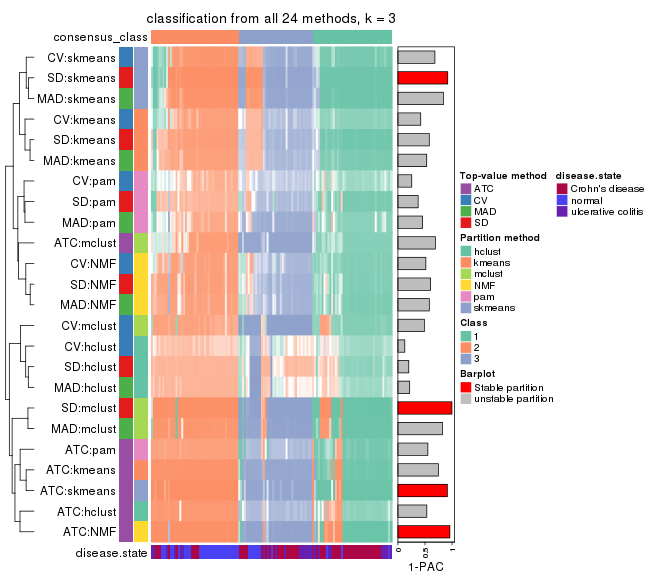 classification from all 24 methods, k = 3
consensus_class
CV:skmeans
SD:skmeans
MAD:skmeans
CV:kmeans
SD:kmeans
MAD:kmeans
CV:pam
SD:pam
MAD:pam
ATC:mclust
CV:NMF
SD:NMF
MAD:NMF
CV:mclust
CV:hclust
SD:hclust
MAD:hclust
SD:mclust
MAD:mclust
ATC:pam
ATC:kmeans
ATC:skmeans
ATC:hclust
ATC:NMF
disease.state
0
0.5
1
1-PAC
Top-value method
ATC
CV
MAD
SD
Partition method
hclust
kmeans
mclust
NMF
pam
skmeans
Class
1
2
3
Barplot
Stable partition
unstable partition
disease.state
Crohn's disease
normal
ulcerative colitis